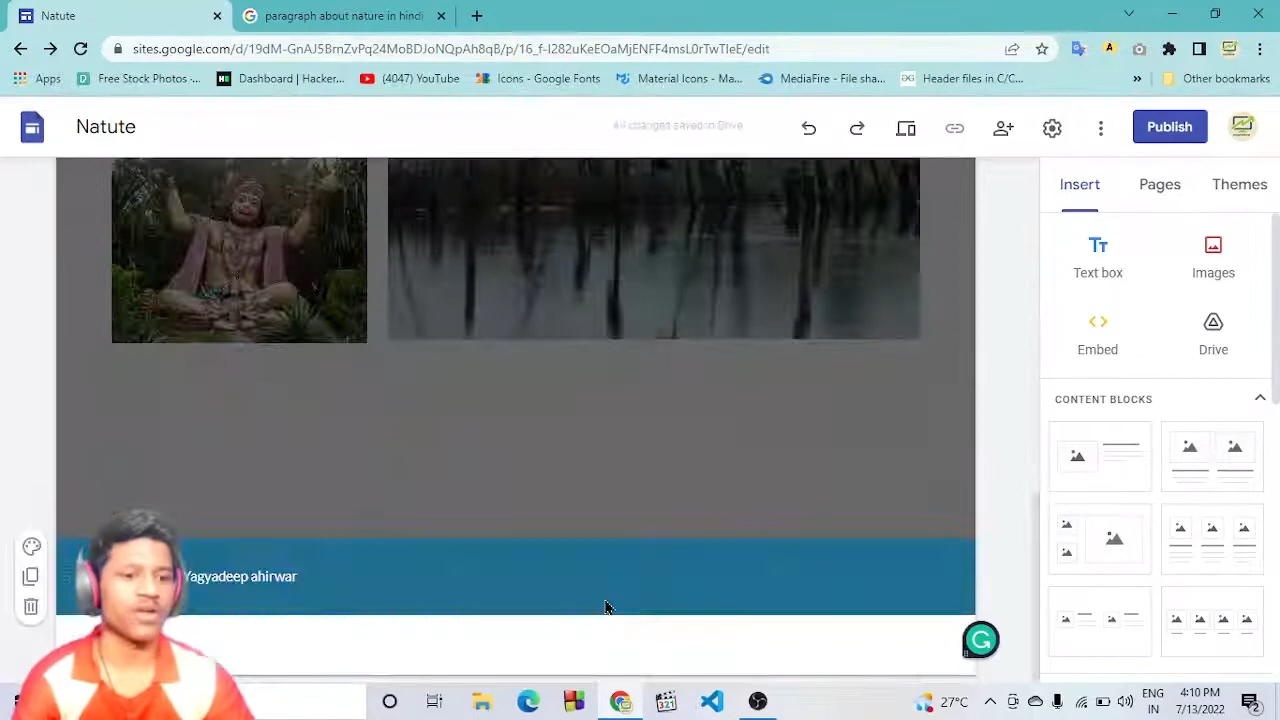 Natute
paragraph about nature in hindi
sites.google.com/d/19dM-GnAJ5BrnZvPq24MoBDJoNQpAh8qB/p/16_f-I282uKeEOaMjENFF4msL0rTwTIeE/edit
Apps
Free Stock Photos -...
Dashboard | Hacker...
(4047) YouTube
Icons - Google Fonts
Material Icons - Ma...
MediaFire - File sha...
Header files in C/C...
»
Other bookmarks
Natute
Publish
Insert Pages Themes
Text box Images
Embed Drive
CONTENT BLOCKS
Yagyadeep ahirwar
27°C
ENG
IN
4:10 PM
7/13/2022
2